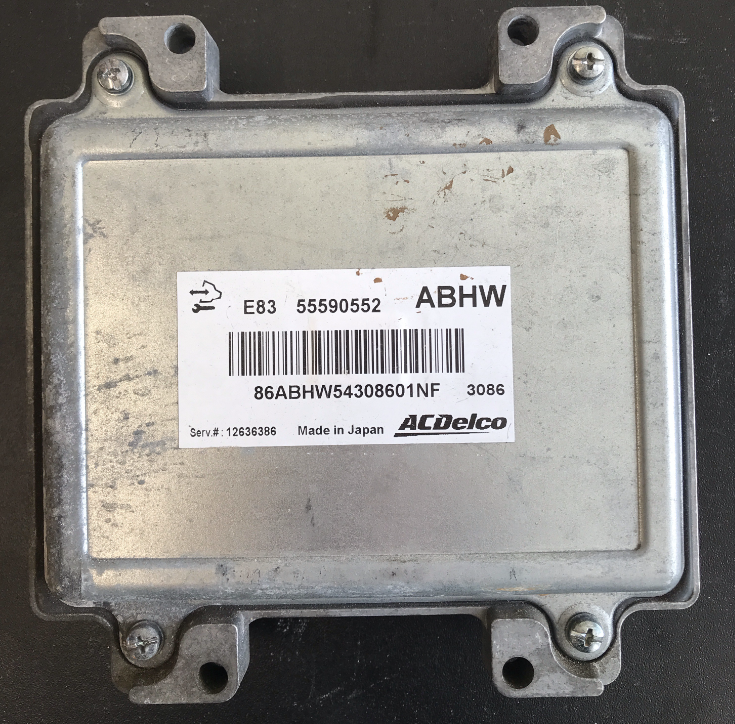 E83 55590552 ABHW
86ABHW54308601NF 3086
Serv.#: 12636386 Made in Japan ACDelco